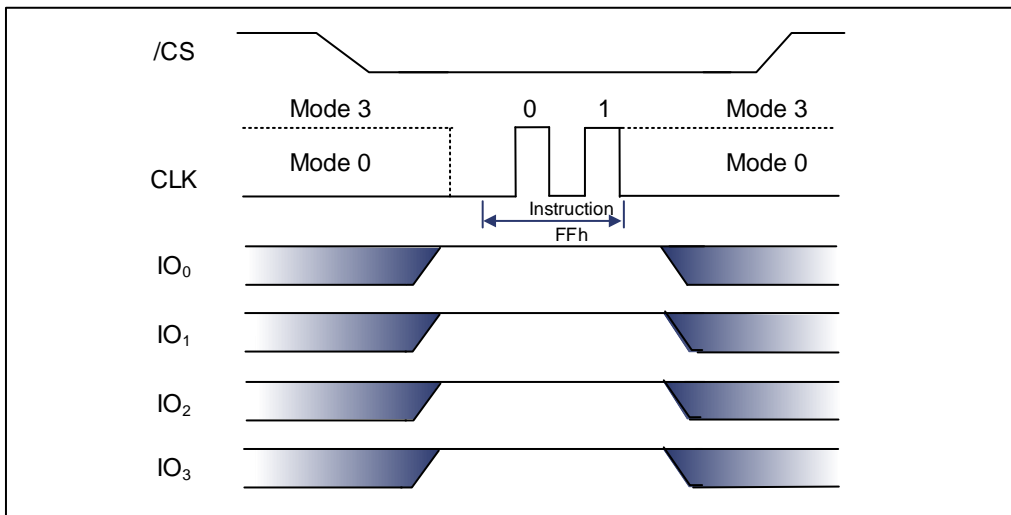 /CS
Mode 3 0 1 Mode 3
Mode 0 Mode 0
CLK
Instruction
FFh
IO₀
IO₁
IO₂
IO₃